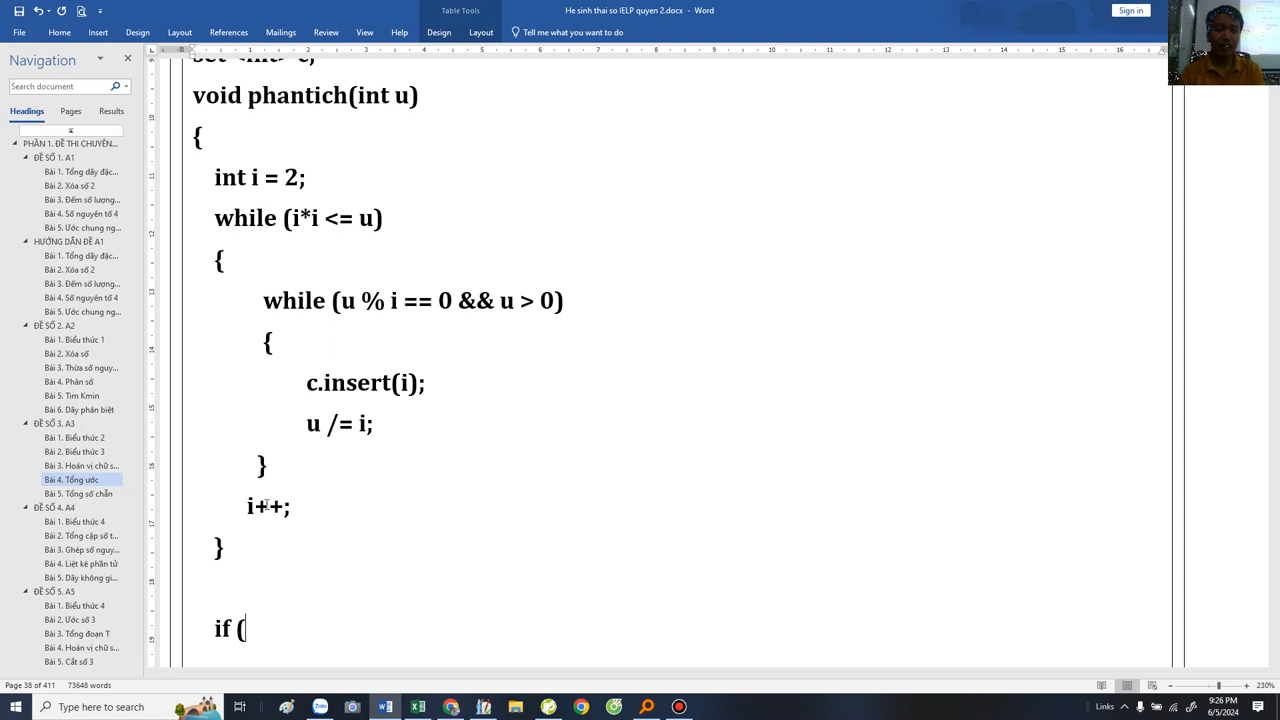 Table Tools
He sinh thai so IELP quyen 2.docx - Word
Sign in
File
Home
Insert
Design
Layout
References
Mailings
Review
View
Help
Design
Layout
Tell me what you want to do
Navigation
Search document
Headings
Pages
Results
PHẦN 1. ĐỀ THI CHUYÊN...
ĐỀ SỐ 1. A1
Bài 1. Tổng dãy đặc...
Bài 2. Xóa số 2
Bài 3. Đếm số lượng...
Bài 4. Số nguyên tố 4
Bài 5. Ước chung ng...
HƯỚNG DẪN ĐỀ A1
Bài 1. Tổng dãy đặc...
Bài 2. Xóa số 2
Bài 3. Đếm số lượng...
Bài 4. Số nguyên tố 4
Bài 5. Ước chung ng...
ĐỀ SỐ 2. A2
Bài 1. Biểu thức 1
Bài 2. Xóa số
Bài 3. Thừa số nguy...
Bài 4. Phân số
Bài 5. Tìm Kmin
Bài 6. Dãy phân biệt
ĐỀ SỐ 3. A3
Bài 1. Biểu thức 2
Bài 2. Biểu thức 3
Bài 3. Hoán vị chữ s...
Bài 4. Tổng ước
Bài 5. Tổng số chẵn
ĐỀ SỐ 4. A4
Bài 1. Biểu thức 4
Bài 2. Tổng cặp số t...
Bài 3. Ghép số nguy...
Bài 4. Liệt kê phần tử
Bài 5. Dãy không gi...
ĐỀ SỐ 5. A5
Bài 1. Biểu thức 4
Bài 2. Ước số 3
Bài 3. Tổng đoạn T
Bài 4. Hoán vị chữ s...
Bài 5. Cắt số 3
set <int> c;
void phantich(int u)
{
int i = 2;
while (i*i <= u)
{
while (u % i == 0 && u > 0)
{
c.insert(i);
u /= i;
}
i++;
}
if (
Page 38 of 411
73648 words
230%
Type here to search
Zalo
9:26 PM
6/5/2024